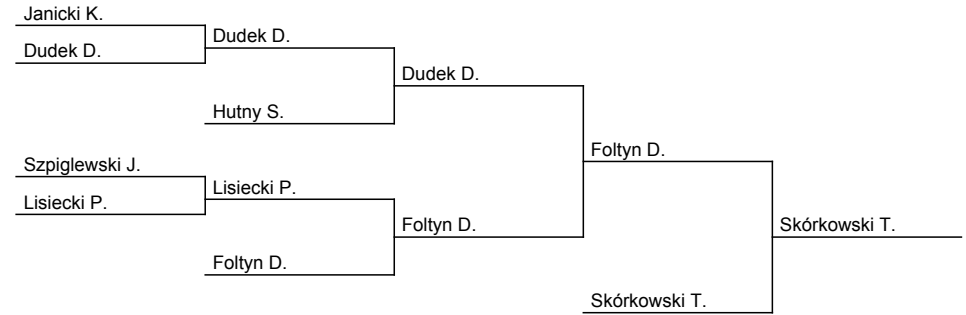 Janicki K.
Dudek D.
Dudek D.
Dudek D.
Hutny S.
Foltyn D.
Szpiglewski J.
Lisiecki P.
Lisiecki P.
Foltyn D.
Skórkowski T.
Foltyn D.
Skórkowski T.